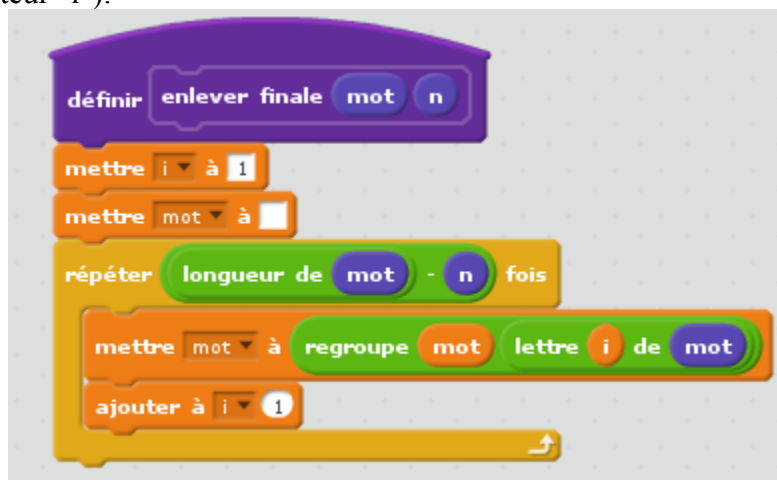 définir enlever finale mot n
mettre i à 1
mettre mot à
répéter longueur de mot - n fois
mettre mot à regroupe mot lettre i de mot
ajouter à i 1